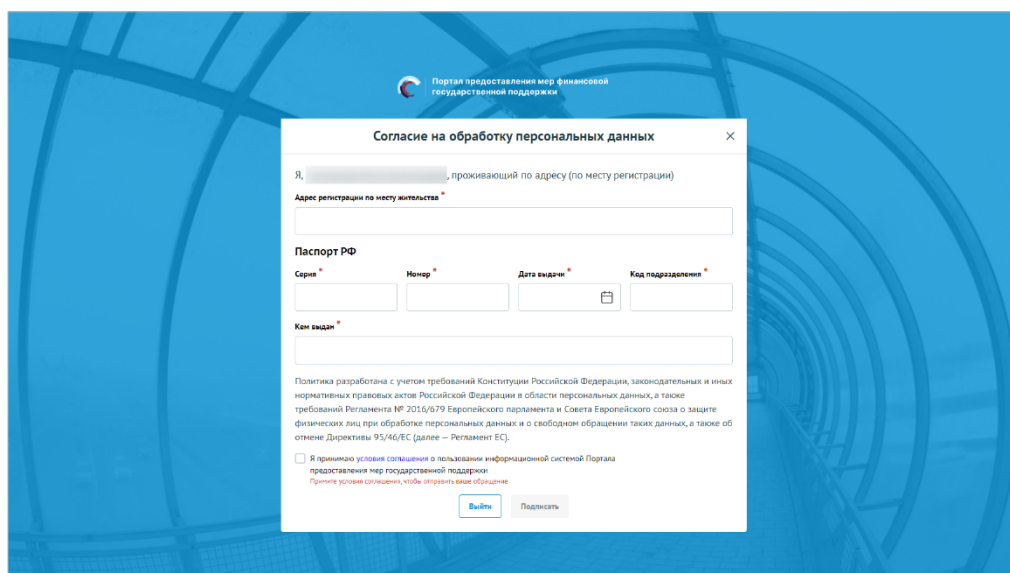 Портал предоставления мер финансовой
государственной поддержки
Согласие на обработку персональных данных
Я, , проживающий по адресу (по месту регистрации)
Адрес регистрации по месту жительства *
Паспорт РФ
Серия * Номер * Дата выдачи * Код подразделения *
Кем выдан *
Политика разработана с учетом требований Конституции Российской Федерации, законодательных и иных
нормативных правовых актов Российской Федерации в области персональных данных, а также
требований Регламента № 2016/679 Европейского парламента и Совета Европейского союза о защите
физических лиц при обработке персональных данных и о свободном обращении таких данных, а также об
отмене Директивы 95/46/ЕС (далее — Регламент ЕС).
Я принимаю условия соглашения о пользовании информационной системой Портала
предоставления мер государственной поддержки
Примите условия соглашения, чтобы отправить ваше обращение
Выйти Подписать